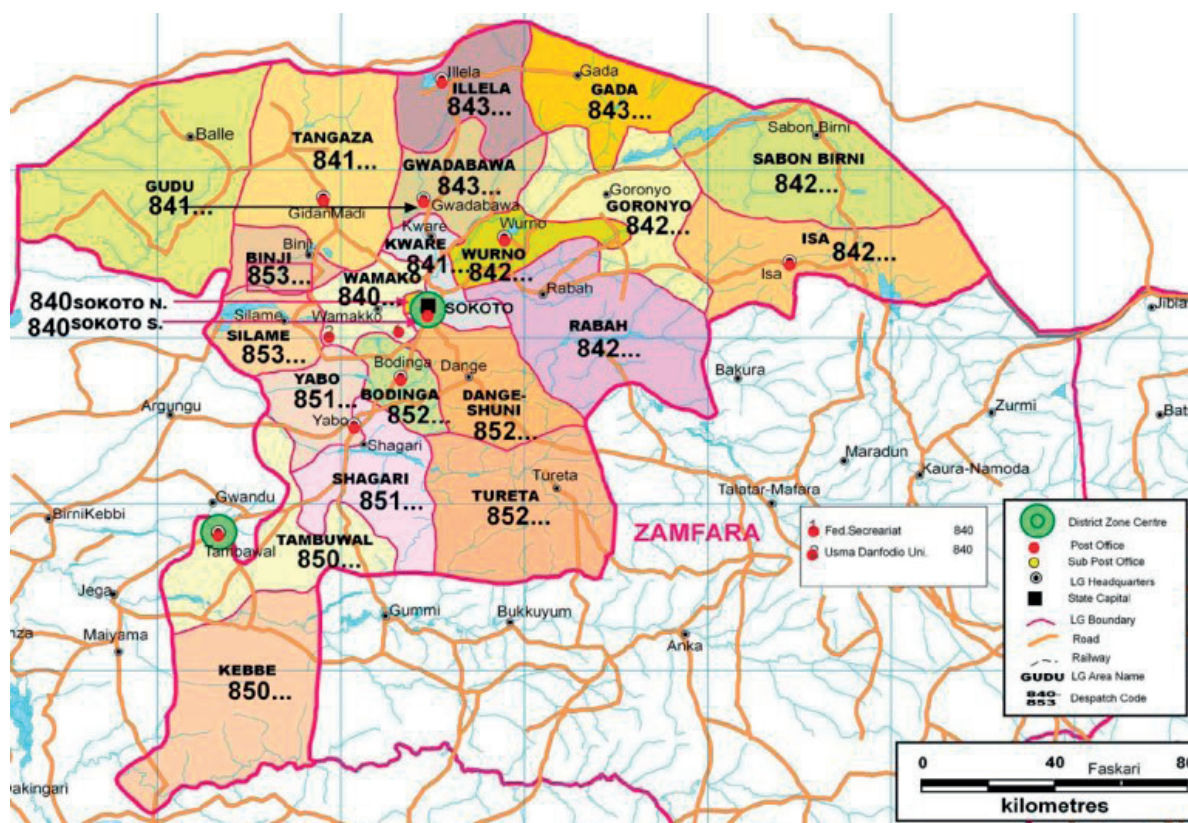 Illela
ILLELA
843...
Gada
GADA
843...
Balle
TANGAZA
841...
Sabon Birni
SABON BIRNI
842...
GWADABAWA
843...
GUDU
841...
GidanMadi
Gwadabawa
Goronyo
GORONYO
842...
Kware
KWARE
841...
Wurno
WURNO
842...
ISA
842...
Isa
Binji
BINJI
853...
WAMAKO
840...
Rabah
RABAH
842...
840 SOKOTO N.
840 SOKOTO S.
SOKOTO
Jibia
Silame
SILAME
853...
Wamakko
Bodinga
BODINGA
852...
Dange
DANGE-
SHUNI
852...
YABO
851...
Yabo
Bakura
Argungu
Zurmi
Bat
Shagari
SHAGARI
851...
Maradun
Kaura-Namoda
Tureta
TURETA
852...
Talatar-Mafara
Gwandu
BirniKebbi
Tambawal
TAMBUWAL
850...
ZAMFARA
1 Fed.Secreariat 840
2 Usma Danfodio Uni. 840
Jega
Gummi
Bukkuyum
Anka
nza
Maiyama
KEBBE
850...
akingari
District Zone Centre
Post Office
Sub Post Office
LG Headquarters
State Capital
LG Boundary
Road
Railway
GUDU LG Area Name
840-
853 Despatch Code
0 40 80
Faskari
kilometres